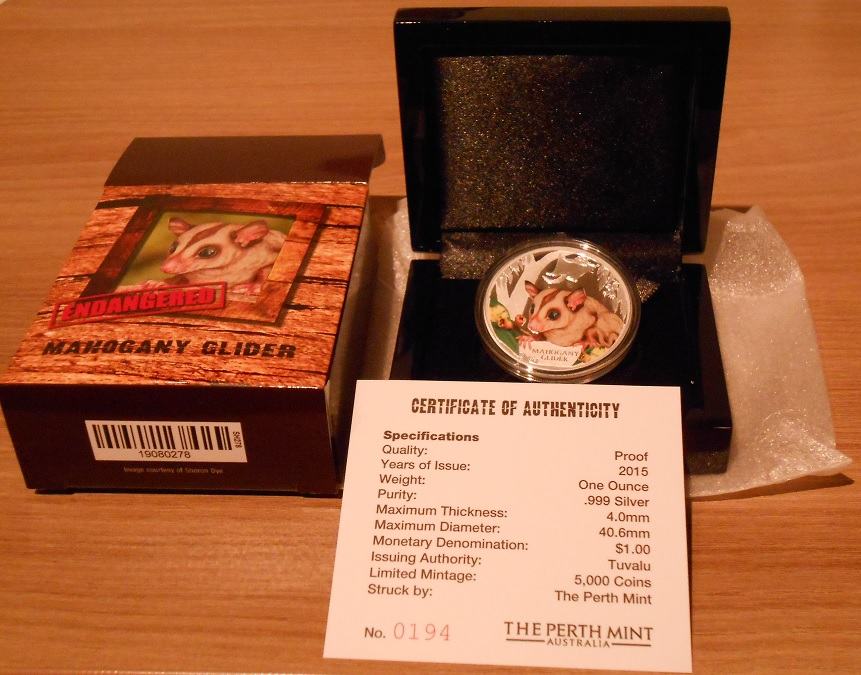 ENDANGERED
MAHOGANY GLIDER
19080278
SH278
Image courtesy of Sharon Dye
MAHOGANY
GLIDER
CERTIFICATE OF AUTHENTICITY
Specifications
Quality: Proof
Years of Issue: 2015
Weight: One Ounce
Purity: .999 Silver
Maximum Thickness: 4.0mm
Maximum Diameter: 40.6mm
Monetary Denomination: $1.00
Issuing Authority: Tuvalu
Limited Mintage: 5,000 Coins
Struck by: The Perth Mint
No. 0194
THE PERTH MINT
AUSTRALIA